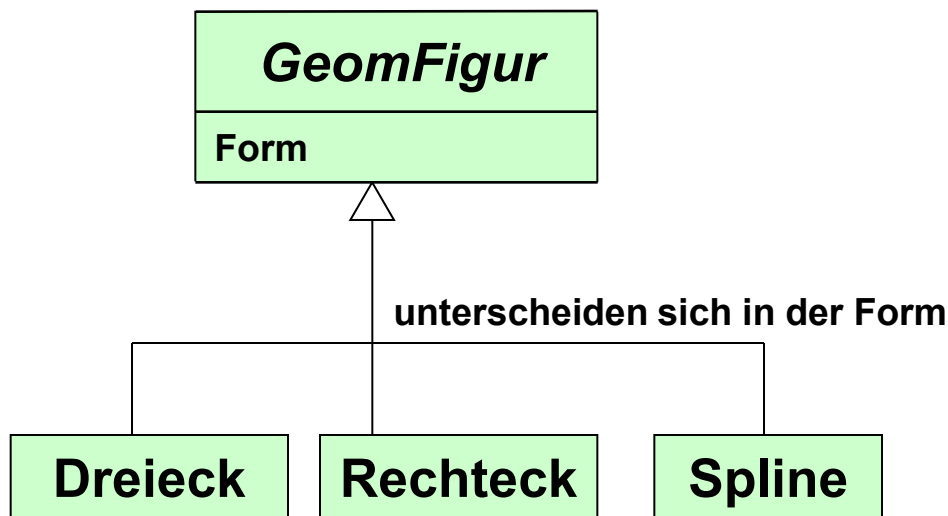 GeomFigur
Form
unterscheiden sich in der Form
Dreieck
Rechteck
Spline